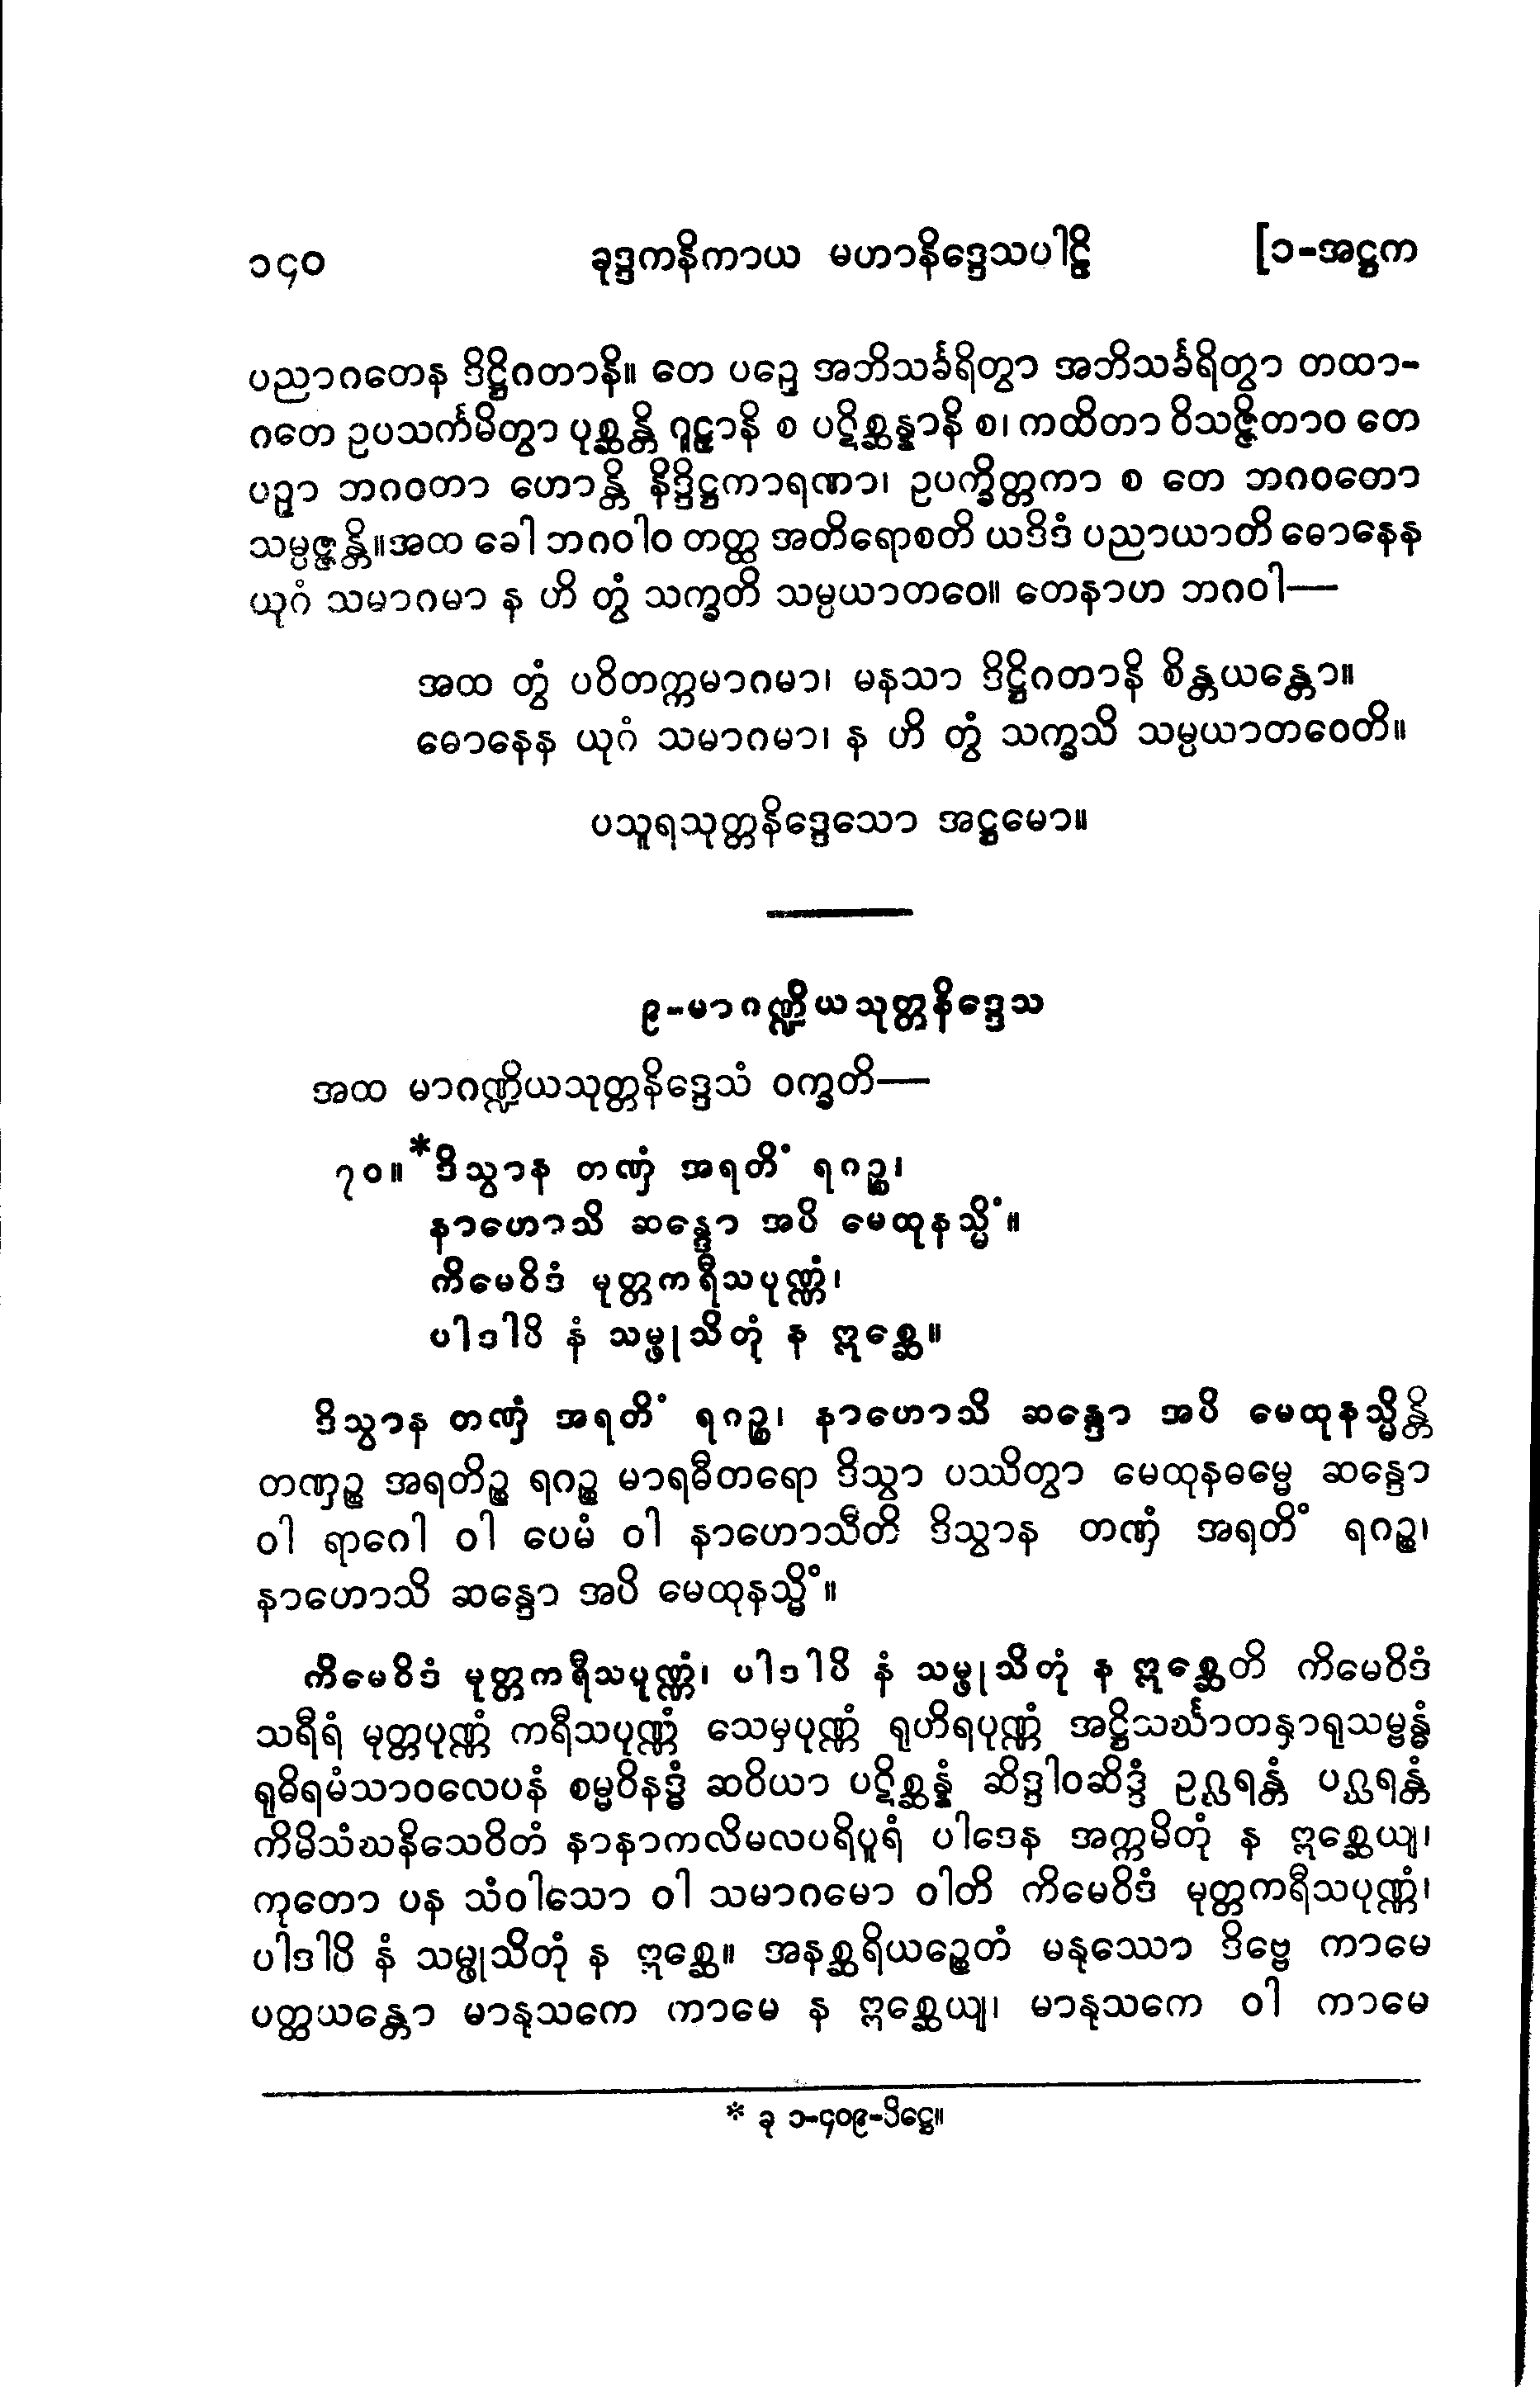 ၁၄၀ ခုဒ္ဒကနိကာယ မဟာနိဒ္ဒေသပါဠိ [၁-အဋ္ဌက
ပညာဂတေန ဒိဋ္ဌိဂတာနိ။ တေ ပဉှေ အဘိသင်္ခရိတွာ အဘိသင်္ခရိတွာ တထာ-
ဂတေ ဥပသင်္ကမိတွာ ပုစ္ဆန္တိ ဂူဠှာနိ စ ပဋိစ္ဆန္နာနိ စ၊ ကထိတာ ဝိသဇ္ဇိတာဝ တေ
ပဉှာ ဘဂဝတာ ဟောန္တိ နိဒ္ဒိဋ္ဌကာရဏာ၊ ဥပက္ခိတ္တကာ စ တေ ဘဂဝတော
သမ္ပဇ္ဇန္တိ။အထ ခေါ ဘဂဝါဝ တတ္ထ အတိရောစတိ ယဒိဒံ ပညာယာတိ ဓောနေန
ယုဂံ သမာဂမာ န ဟိ တွံ သက္ခတိ သမ္ပယာတဝေ။ တေနာဟ ဘဂဝါ—
အထ တွံ ပဝိတက္ကမာဂမာ၊ မနသာ ဒိဋ္ဌိဂတာနိ စိန္တယန္တော။
ဓောနေန ယုဂံ သမာဂမာ၊ န ဟိ တွံ သက္ခသိ သမ္ပယာတဝေတိ။
ပသူရသုတ္တနိဒ္ဒေသော အဋ္ဌမော။
၉-မာဂဏ္ဍိယသုတ္တနိဒ္ဒေသ
အထ မာဂဏ္ဍိယသုတ္တနိဒ္ဒေသံ ဝက္ခတိ—
၇၀။ *ဒိသွာန တဏှံ အရတိံ ရဂဉ္စ၊
နာဟောသိ ဆန္ဒော အပိ မေထုနသ္မိံ။
ကိမေဝိဒံ မုတ္တကရီသပုဏ္ဏံ၊
ပါဒါပိ နံ သမ္ဖုသိတုံ န ဣစ္ဆေ။
ဒိသွာန တဏှံ အရတိံ ရဂဉ္စ၊ နာဟောသိ ဆန္ဒော အပိ မေထုနသ္မိန္တိ
တဏှဉ္စ အရတိဉ္စ ရဂဉ္စ မာရဓီတရော ဒိသွာ ပဿိတွာ မေထုနဓမ္မေ ဆန္ဒော
ဝါ ရာဂေါ ဝါ ပေမံ ဝါ နာဟောသီတိ ဒိသွာန တဏှံ အရတိံ ရဂဉ္စ၊
နာဟောသိ ဆန္ဒော အပိ မေထုနသ္မိံ။
ကိမေဝိဒံ မုတ္တကရီသပုဏ္ဏံ၊ ပါဒါပိ နံ သမ္ဖုသိတုံ န ဣစ္ဆေတိ ကိမေဝိဒံ
သရီရံ မုတ္တပုဏ္ဏံ ကရီသပုဏ္ဏံ သေမှပုဏ္ဏံ ရုဟိရပုဏ္ဏံ အဋ္ဌိသင်္ဃာတနှာရုသမ္ဗန္ဓံ
ရုဓိရမံသာဝလေပနံ စမ္မဝိနဒ္ဓံ ဆဝိယာ ပဋိစ္ဆန္နံ ဆိဒ္ဒါဝဆိဒ္ဒံ ဥဂ္ဃရန္တံ ပဂ္ဃရန္တံ
ကိမိသံဃနိသေဝိတံ နာနာကလိမလပရိပူရံ ပါဒေန အက္ကမိတုံ န ဣစ္ဆေယျ၊
ကုတော ပန သံဝါသော ဝါ သမာဂမော ဝါတိ ကိမေဝိဒံ မုတ္တကရီသပုဏ္ဏံ၊
ပါဒါပိ နံ သမ္ဖုသိတုံ န ဣစ္ဆေ။ အနစ္ဆရိယဉ္စေတံ မနုဿော ဒိဗ္ဗေ ကာမေ
ပတ္ထယန္တော မာနုသကေ ကာမေ န ဣစ္ဆေယျ၊ မာနုသကေ ဝါ ကာမေ
* ခု ၁-၄၀၉-ပိဋ္ဌေ။